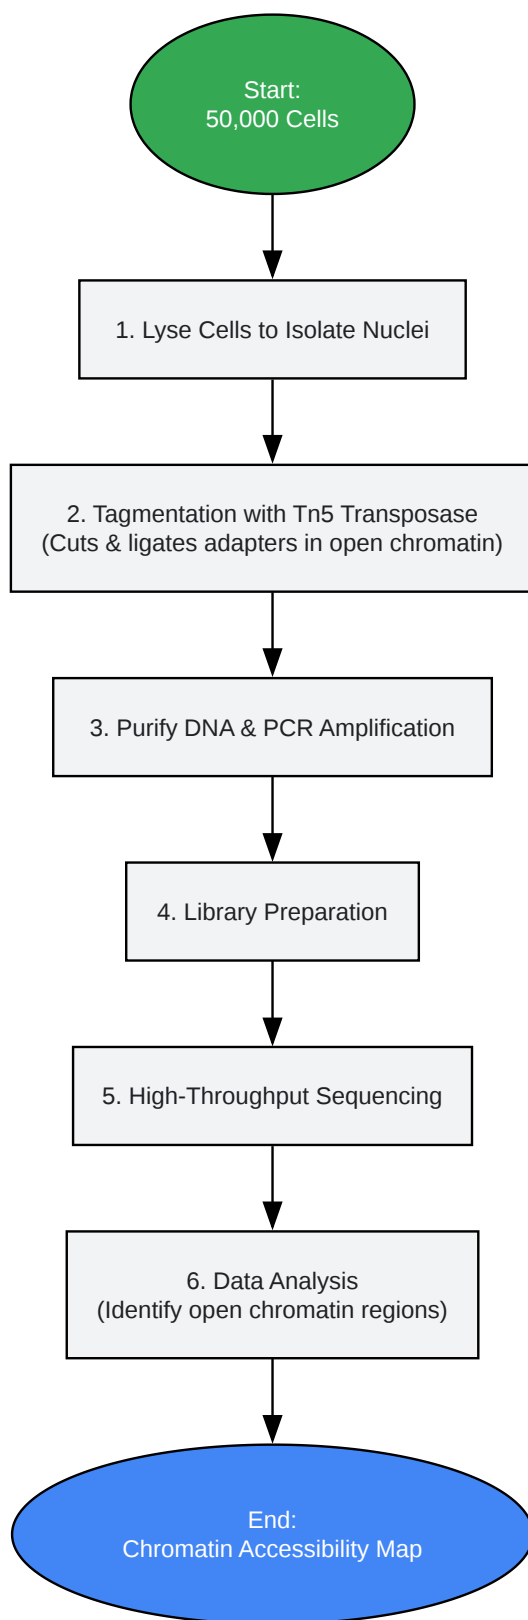 Start:
50,000 Cells
1. Lyse Cells to Isolate Nuclei
2. Tagmentation with Tn5 Transposase
(Cuts & ligates adapters in open chromatin)
3. Purify DNA & PCR Amplification
4. Library Preparation
5. High-Throughput Sequencing
6. Data Analysis
(Identify open chromatin regions)
End:
Chromatin Accessibility Map